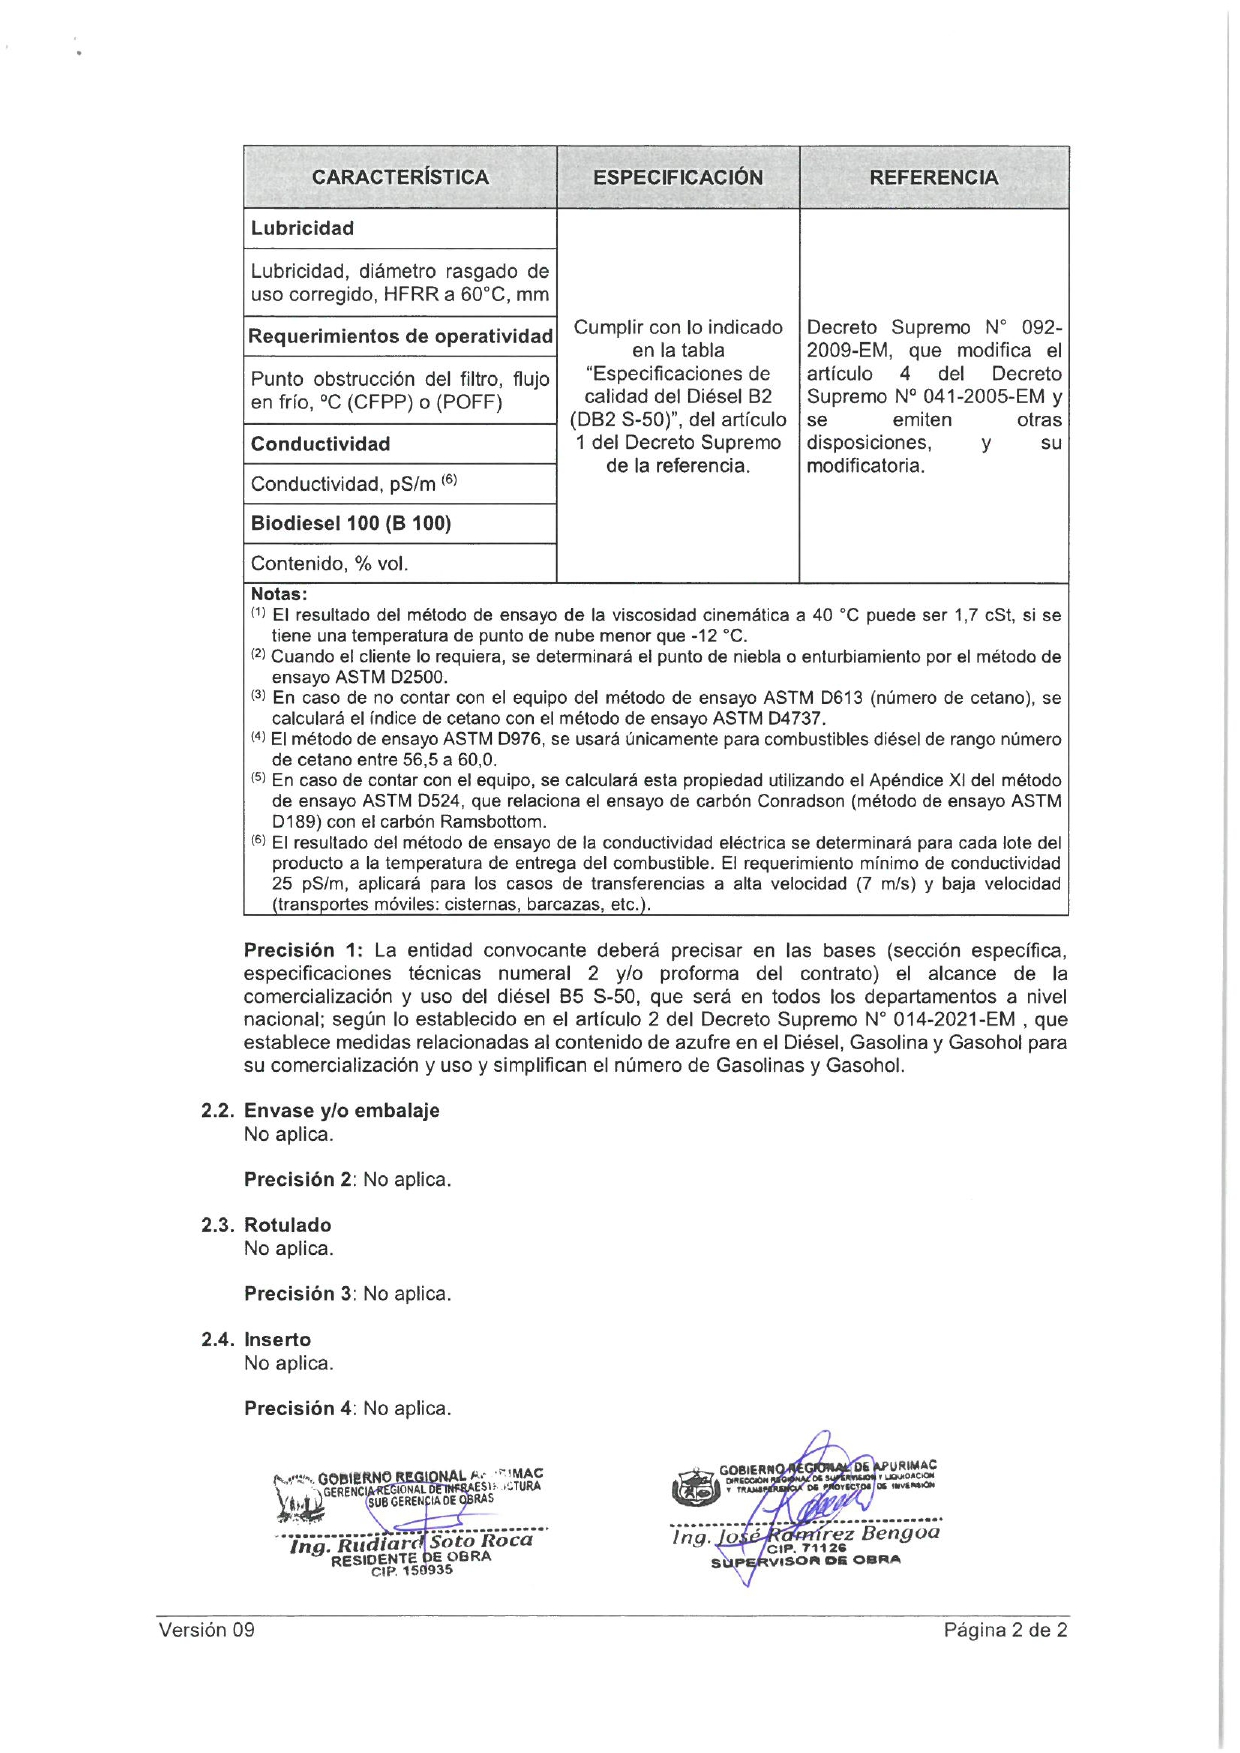 CARACTERÍSTICA ESPECIFICACIÓN REFERENCIA
Lubricidad
Lubricidad, diámetro rasgado de
uso corregido, HFRR a 60°C, mm
Requerimientos de operatividad
Punto obstrucción del filtro, flujo
en frío, ºC (CFPP) o (POFF)
Conductividad
Conductividad, pS/m (6)
Biodiesel 100 (B 100)
Contenido, % vol.
Cumplir con lo indicado
en la tabla
“Especificaciones de
calidad del Diésel B2
(DB2 S-50)”, del artículo
1 del Decreto Supremo
de la referencia.
Decreto Supremo N° 092-
2009-EM, que modifica el
artículo 4 del Decreto
Supremo Nº 041-2005-EM y
se emiten otras
disposiciones, y su
modificatoria.
Notas:
(1) El resultado del método de ensayo de la viscosidad cinemática a 40 °C puede ser 1,7 cSt, si se
tiene una temperatura de punto de nube menor que -12 °C.
(2) Cuando el cliente lo requiera, se determinará el punto de niebla o enturbiamiento por el método de
ensayo ASTM D2500.
(3) En caso de no contar con el equipo del método de ensayo ASTM D613 (número de cetano), se
calculará el índice de cetano con el método de ensayo ASTM D4737.
(4) El método de ensayo ASTM D976, se usará únicamente para combustibles diésel de rango número
de cetano entre 56,5 a 60,0.
(5) En caso de contar con el equipo, se calculará esta propiedad utilizando el Apéndice XI del método
de ensayo ASTM D524, que relaciona el ensayo de carbón Conradson (método de ensayo ASTM
D189) con el carbón Ramsbottom.
(6) El resultado del método de ensayo de la conductividad eléctrica se determinará para cada lote del
producto a la temperatura de entrega del combustible. El requerimiento mínimo de conductividad
25 pS/m, aplicará para los casos de transferencias a alta velocidad (7 m/s) y baja velocidad
(transportes móviles: cisternas, barcazas, etc.).
Precisión 1: La entidad convocante deberá precisar en las bases (sección específica,
especificaciones técnicas numeral 2 y/o proforma del contrato) el alcance de la
comercialización y uso del diésel B5 S-50, que será en todos los departamentos a nivel
nacional; según lo establecido en el artículo 2 del Decreto Supremo N° 014-2021-EM , que
establece medidas relacionadas al contenido de azufre en el Diésel, Gasolina y Gasohol para
su comercialización y uso y simplifican el número de Gasolinas y Gasohol.
2.2. Envase y/o embalaje
No aplica.
Precisión 2: No aplica.
2.3. Rotulado
No aplica.
Precisión 3: No aplica.
2.4. Inserto
No aplica.
Precisión 4: No aplica.
GOBIERNO REGIONAL
GERENCIA REGIONAL DE INFRAESTRUCTURA
SUB GERENCIA DE OBRAS
Ing. Rudiard Soto Roca
RESIDENTE DE OBRA
CIP. 150935
GOBIERNO REGIONAL DE APURIMAC
DIRECCIÓN REGIONAL DE SUPERVISION Y LIQUIDACION
Y TRANSFERENCIA DE PROYECTOS DE INVERSIÓN
Ing. José Ramírez Bengoa
CIP. 71126
SUPERVISOR DE OBRA
Versión 09 Página 2 de 2